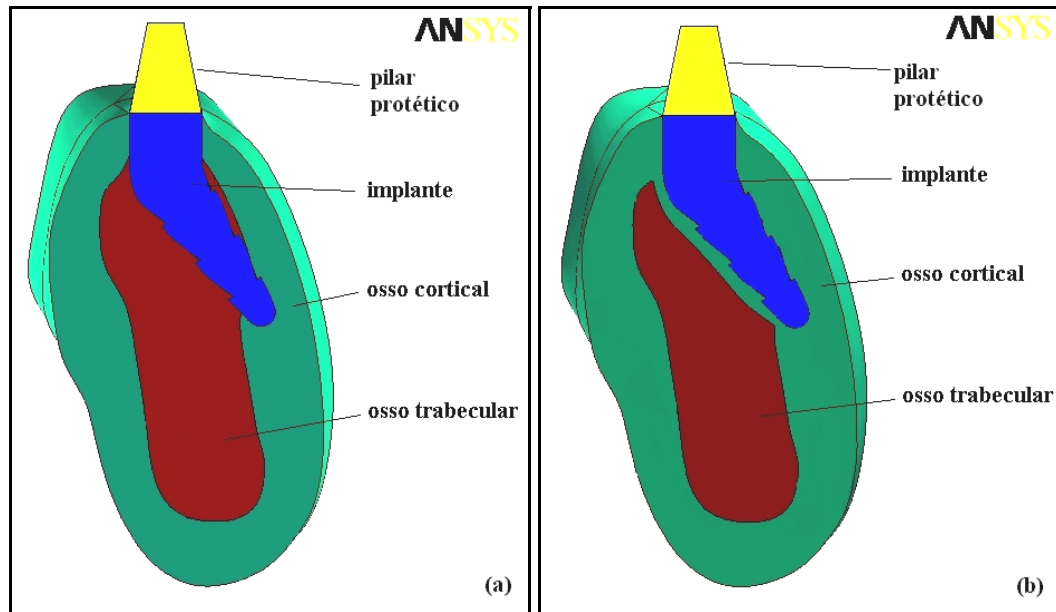 ANSYS
pilar
protético
implante
osso cortical
osso trabecular
(a)
ANSYS
pilar
protético
implante
osso cortical
osso trabecular
(b)